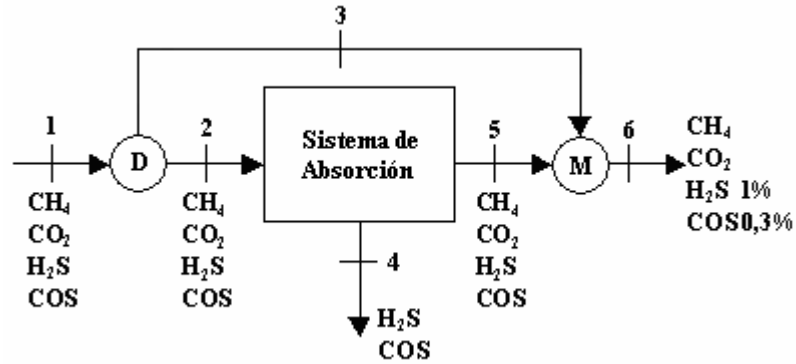 3
1
2
5
6
D
Sistema de
Absorción
M
CH₄
CO₂
H₂S
COS
CH₄
CO₂
H₂S
COS
4
H₂S
COS
CH₄
CO₂
H₂S
COS
CH₄
CO₂
H₂S 1%
COS0,3%